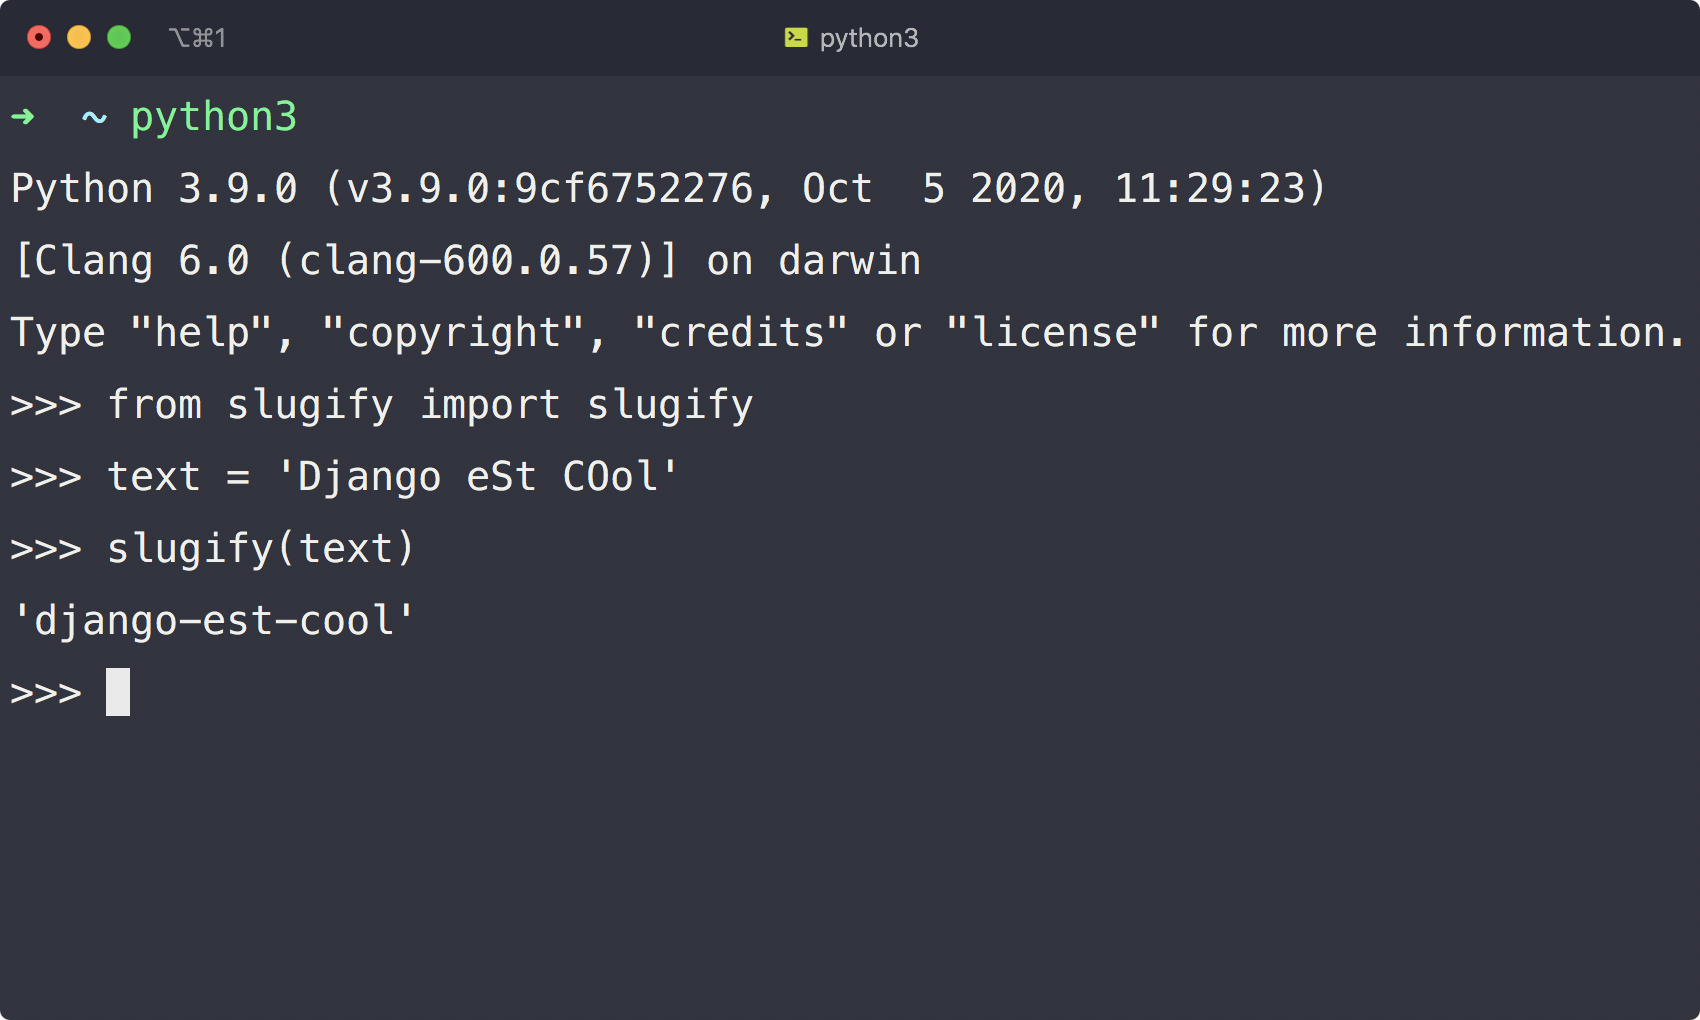 ⌥⌘1
python3
➜  ~ python3
Python 3.9.0 (v3.9.0:9cf6752276, Oct  5 2020, 11:29:23)
[Clang 6.0 (clang-600.0.57)] on darwin
Type "help", "copyright", "credits" or "license" for more information.
>>> from slugify import slugify
>>> text = 'Django eSt COol'
>>> slugify(text)
'django-est-cool'
>>>